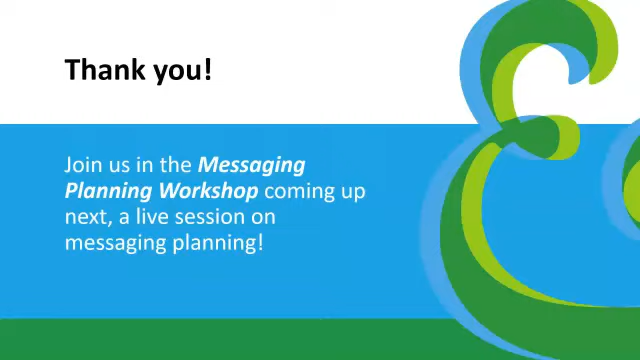 Thank you!
Join us in the Messaging
Planning Workshop coming up
next, a live session on
messaging planning!